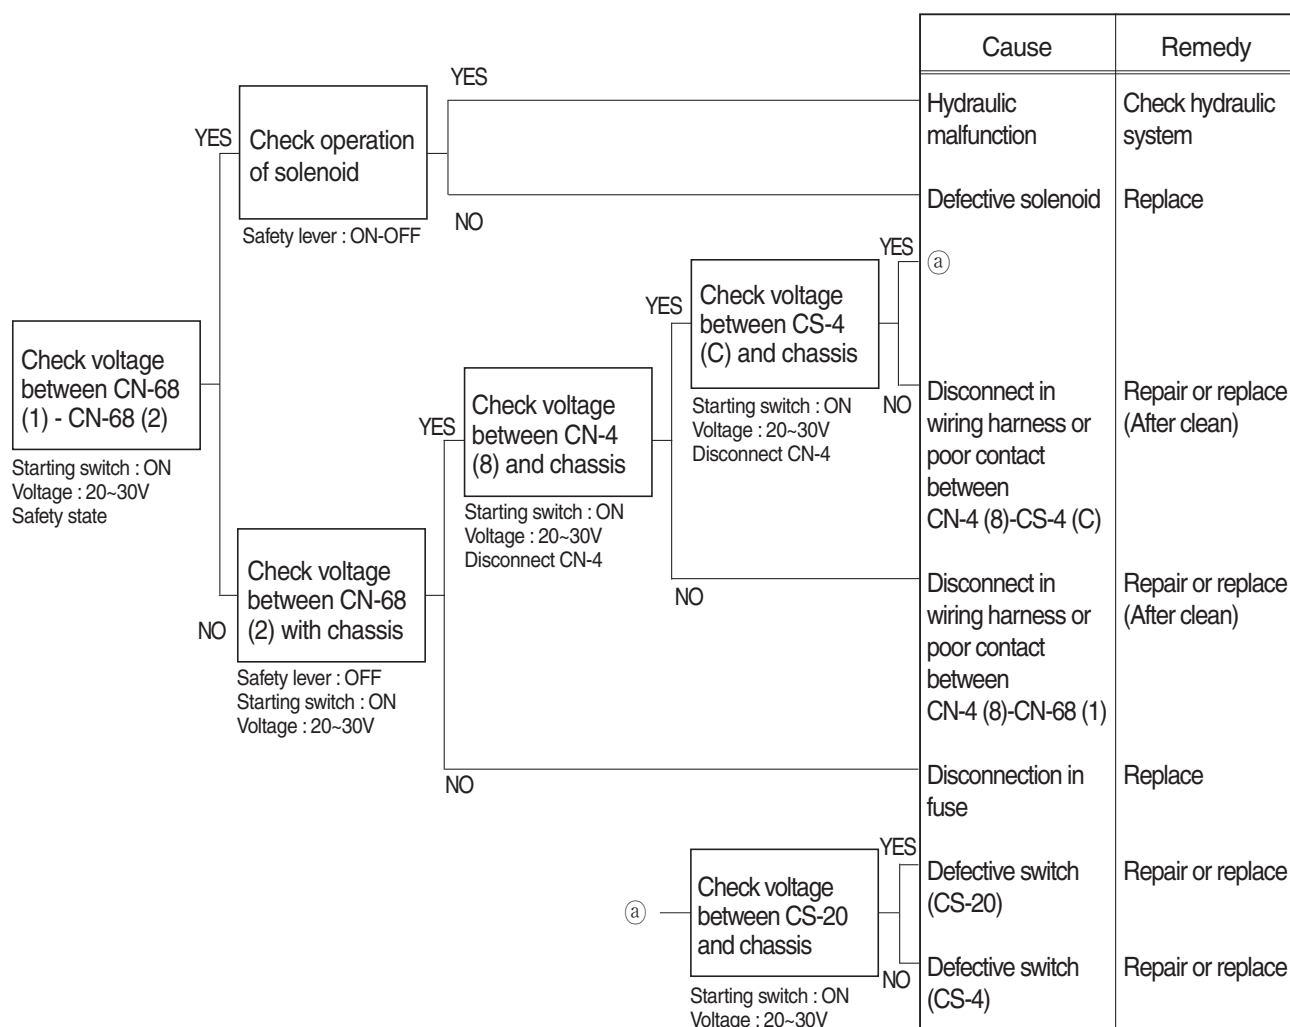 Cause
Remedy
YES
Hydraulic
malfunction
Check hydraulic
system
YES
Check operation
of solenoid
Defective solenoid
Replace
NO
Safety lever : ON-OFF
YES
ⓐ
YES
Check voltage
between CS-4
(C) and chassis
Check voltage
between CN-68
(1) - CN-68 (2)
Starting switch : ON
Voltage : 20~30V
Safety state
YES
Check voltage
between CN-4
(8) and chassis
Starting switch : ON
Voltage : 20~30V
Disconnect CN-4
NO
Disconnect in
wiring harness or
poor contact
between
CN-4 (8)-CS-4 (C)
Repair or replace
(After clean)
Starting switch : ON
Voltage : 20~30V
Disconnect CN-4
NO
Check voltage
between CN-68
(2) with chassis
NO
Disconnect in
wiring harness or
poor contact
between
CN-4 (8)-CN-68 (1)
Repair or replace
(After clean)
Safety lever : OFF
Starting switch : ON
Voltage : 20~30V
NO
Disconnection in
fuse
Replace
ⓐ
Check voltage
between CS-20
and chassis
YES
Defective switch
(CS-20)
Repair or replace
NO
Defective switch
(CS-4)
Repair or replace
Starting switch : ON
Voltage : 20~30V